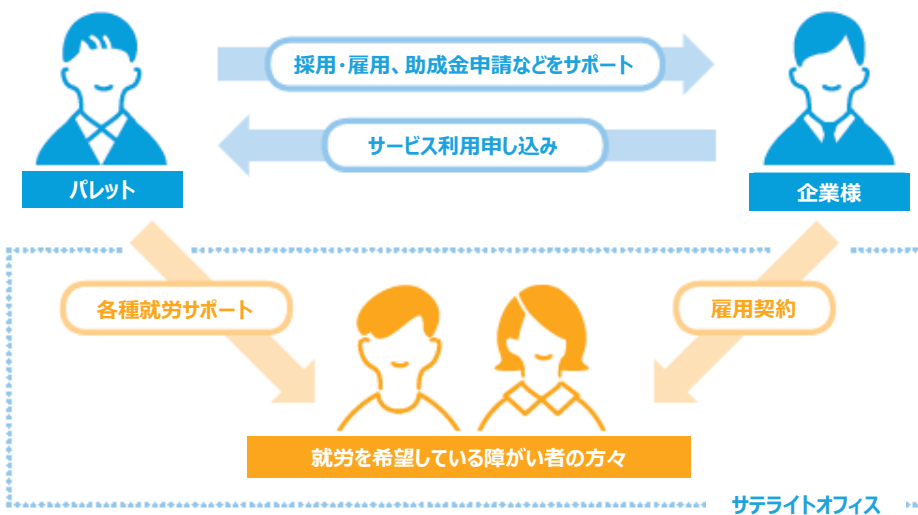 採用・雇用、助成金申請などをサポート
サービス利用申し込み
パレット
企業様
各種就労サポート
雇用契約
就労を希望している障がい者の方々
サテライトオフィス